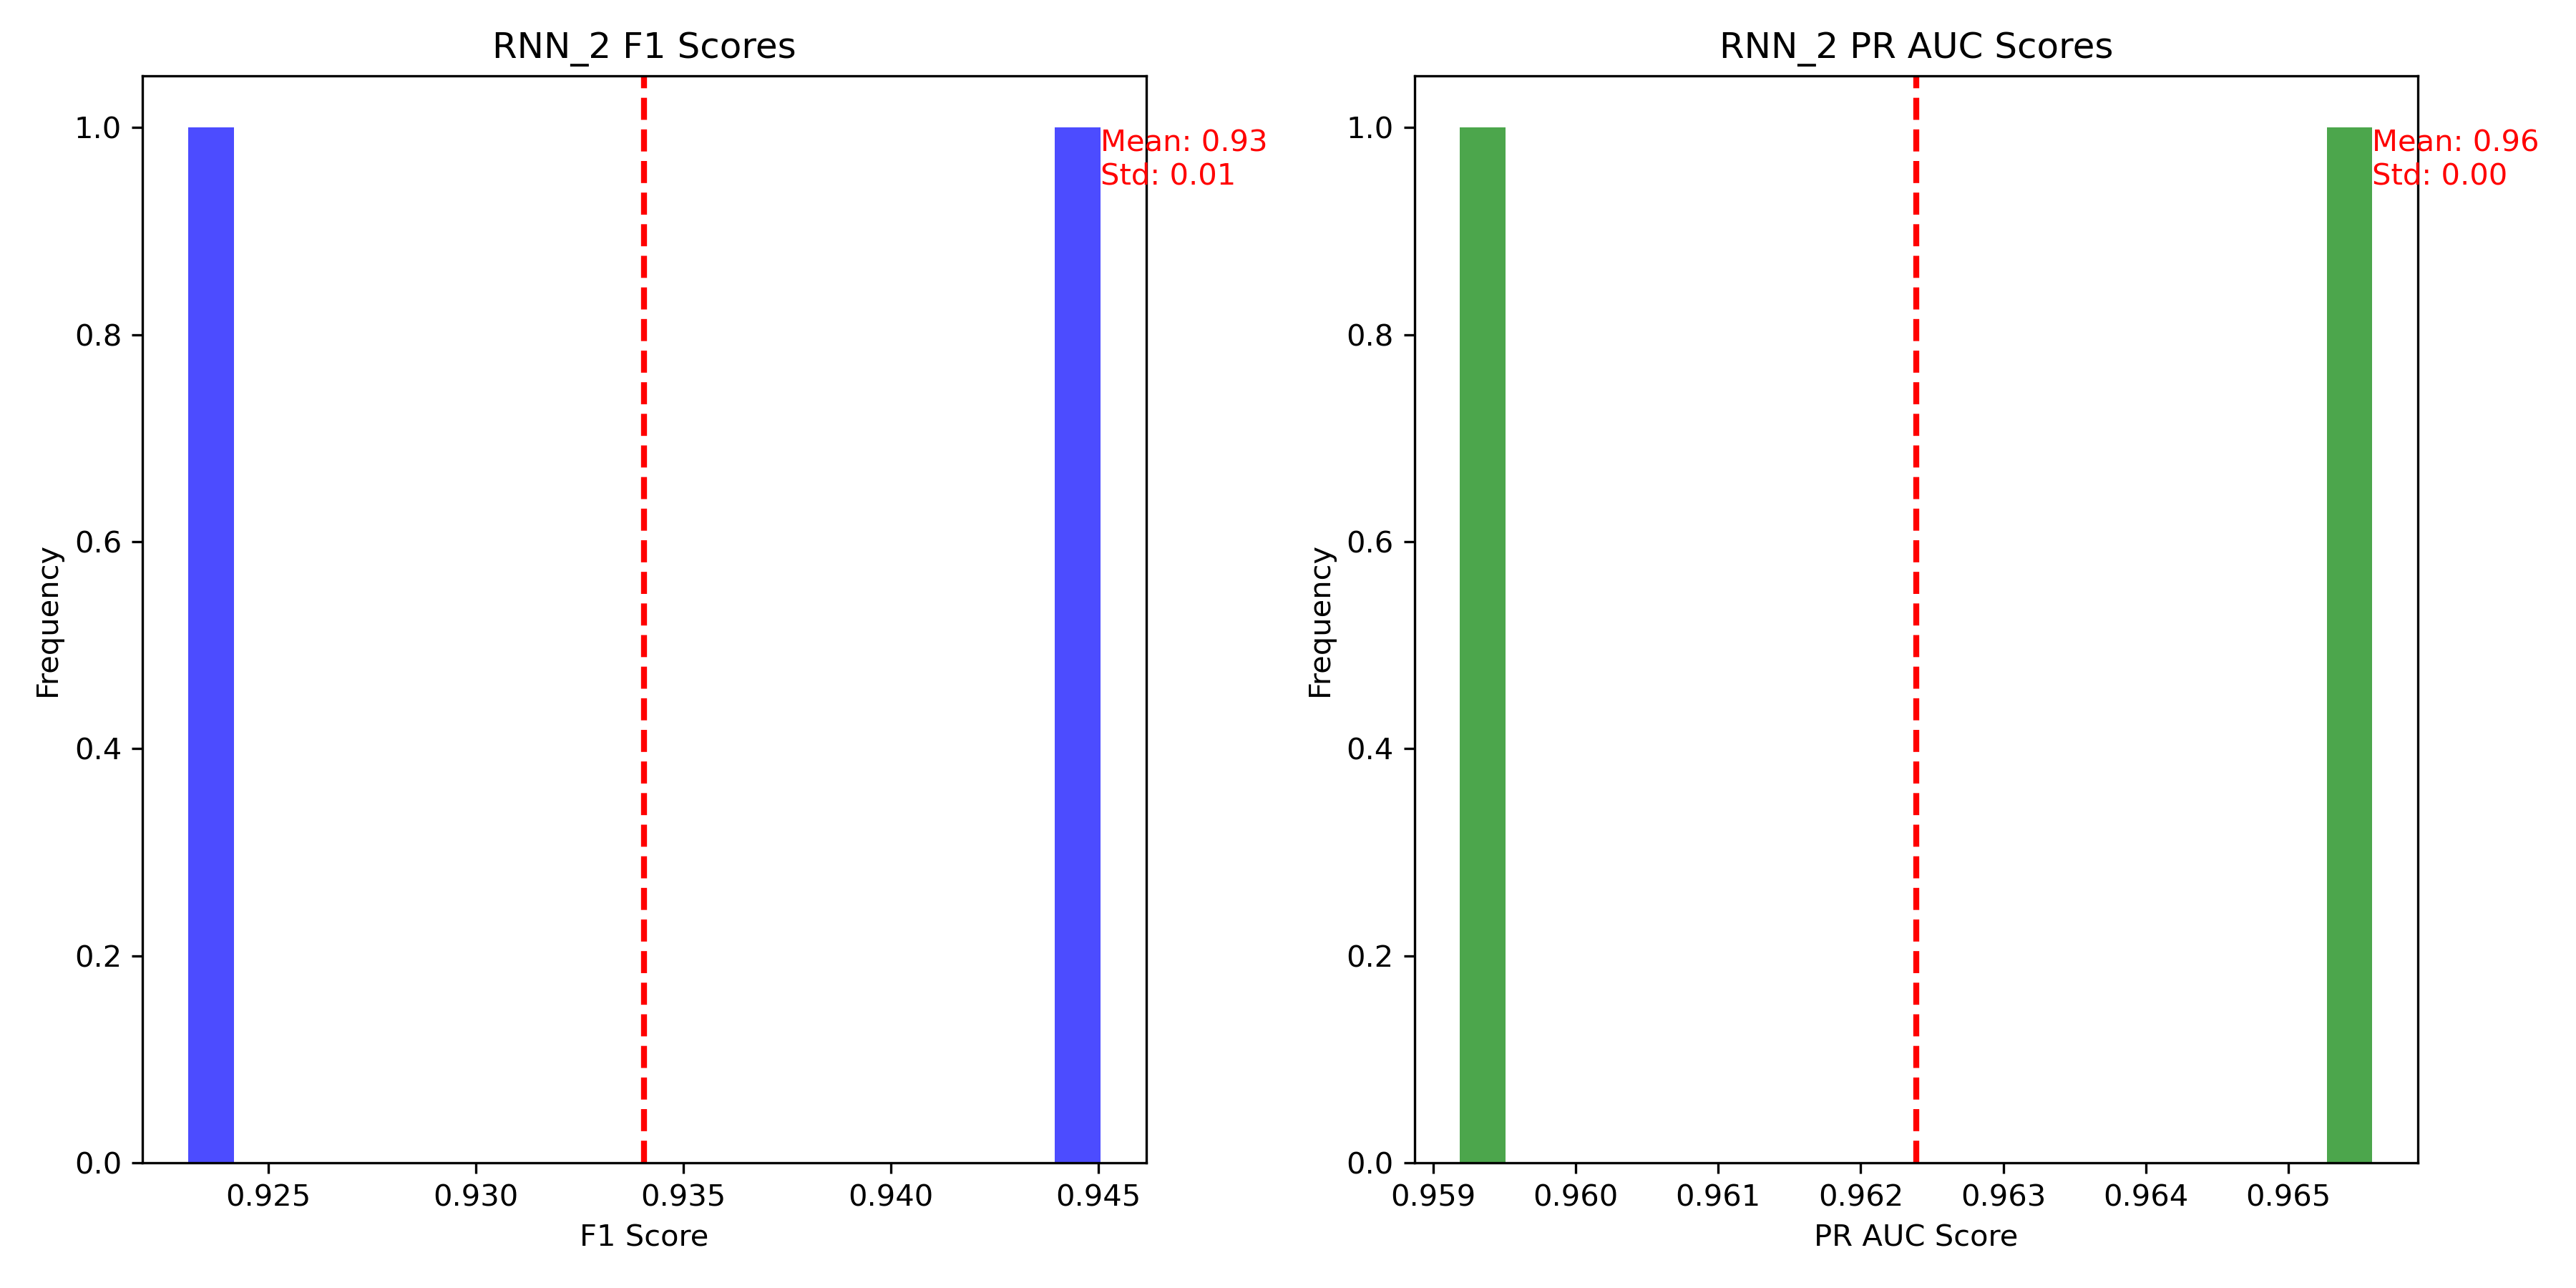 RNN_2 F1 Scores
1.0
0.8
0.6
0.4
0.2
0.0
Frequency
Mean: 0.93
Std: 0.01
0.925 0.930 0.935 0.940 0.945
F1 Score
RNN_2 PR AUC Scores
1.0
0.8
0.6
0.4
0.2
0.0
Frequency
Mean: 0.96
Std: 0.00
0.959 0.960 0.961 0.962 0.963 0.964 0.965
PR AUC Score